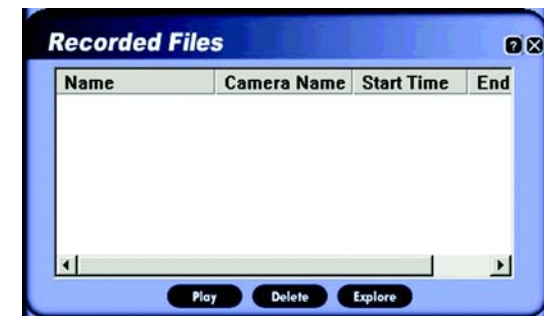 Recorded Files
? X
Name Camera Name Start Time End
Play Delete Explore